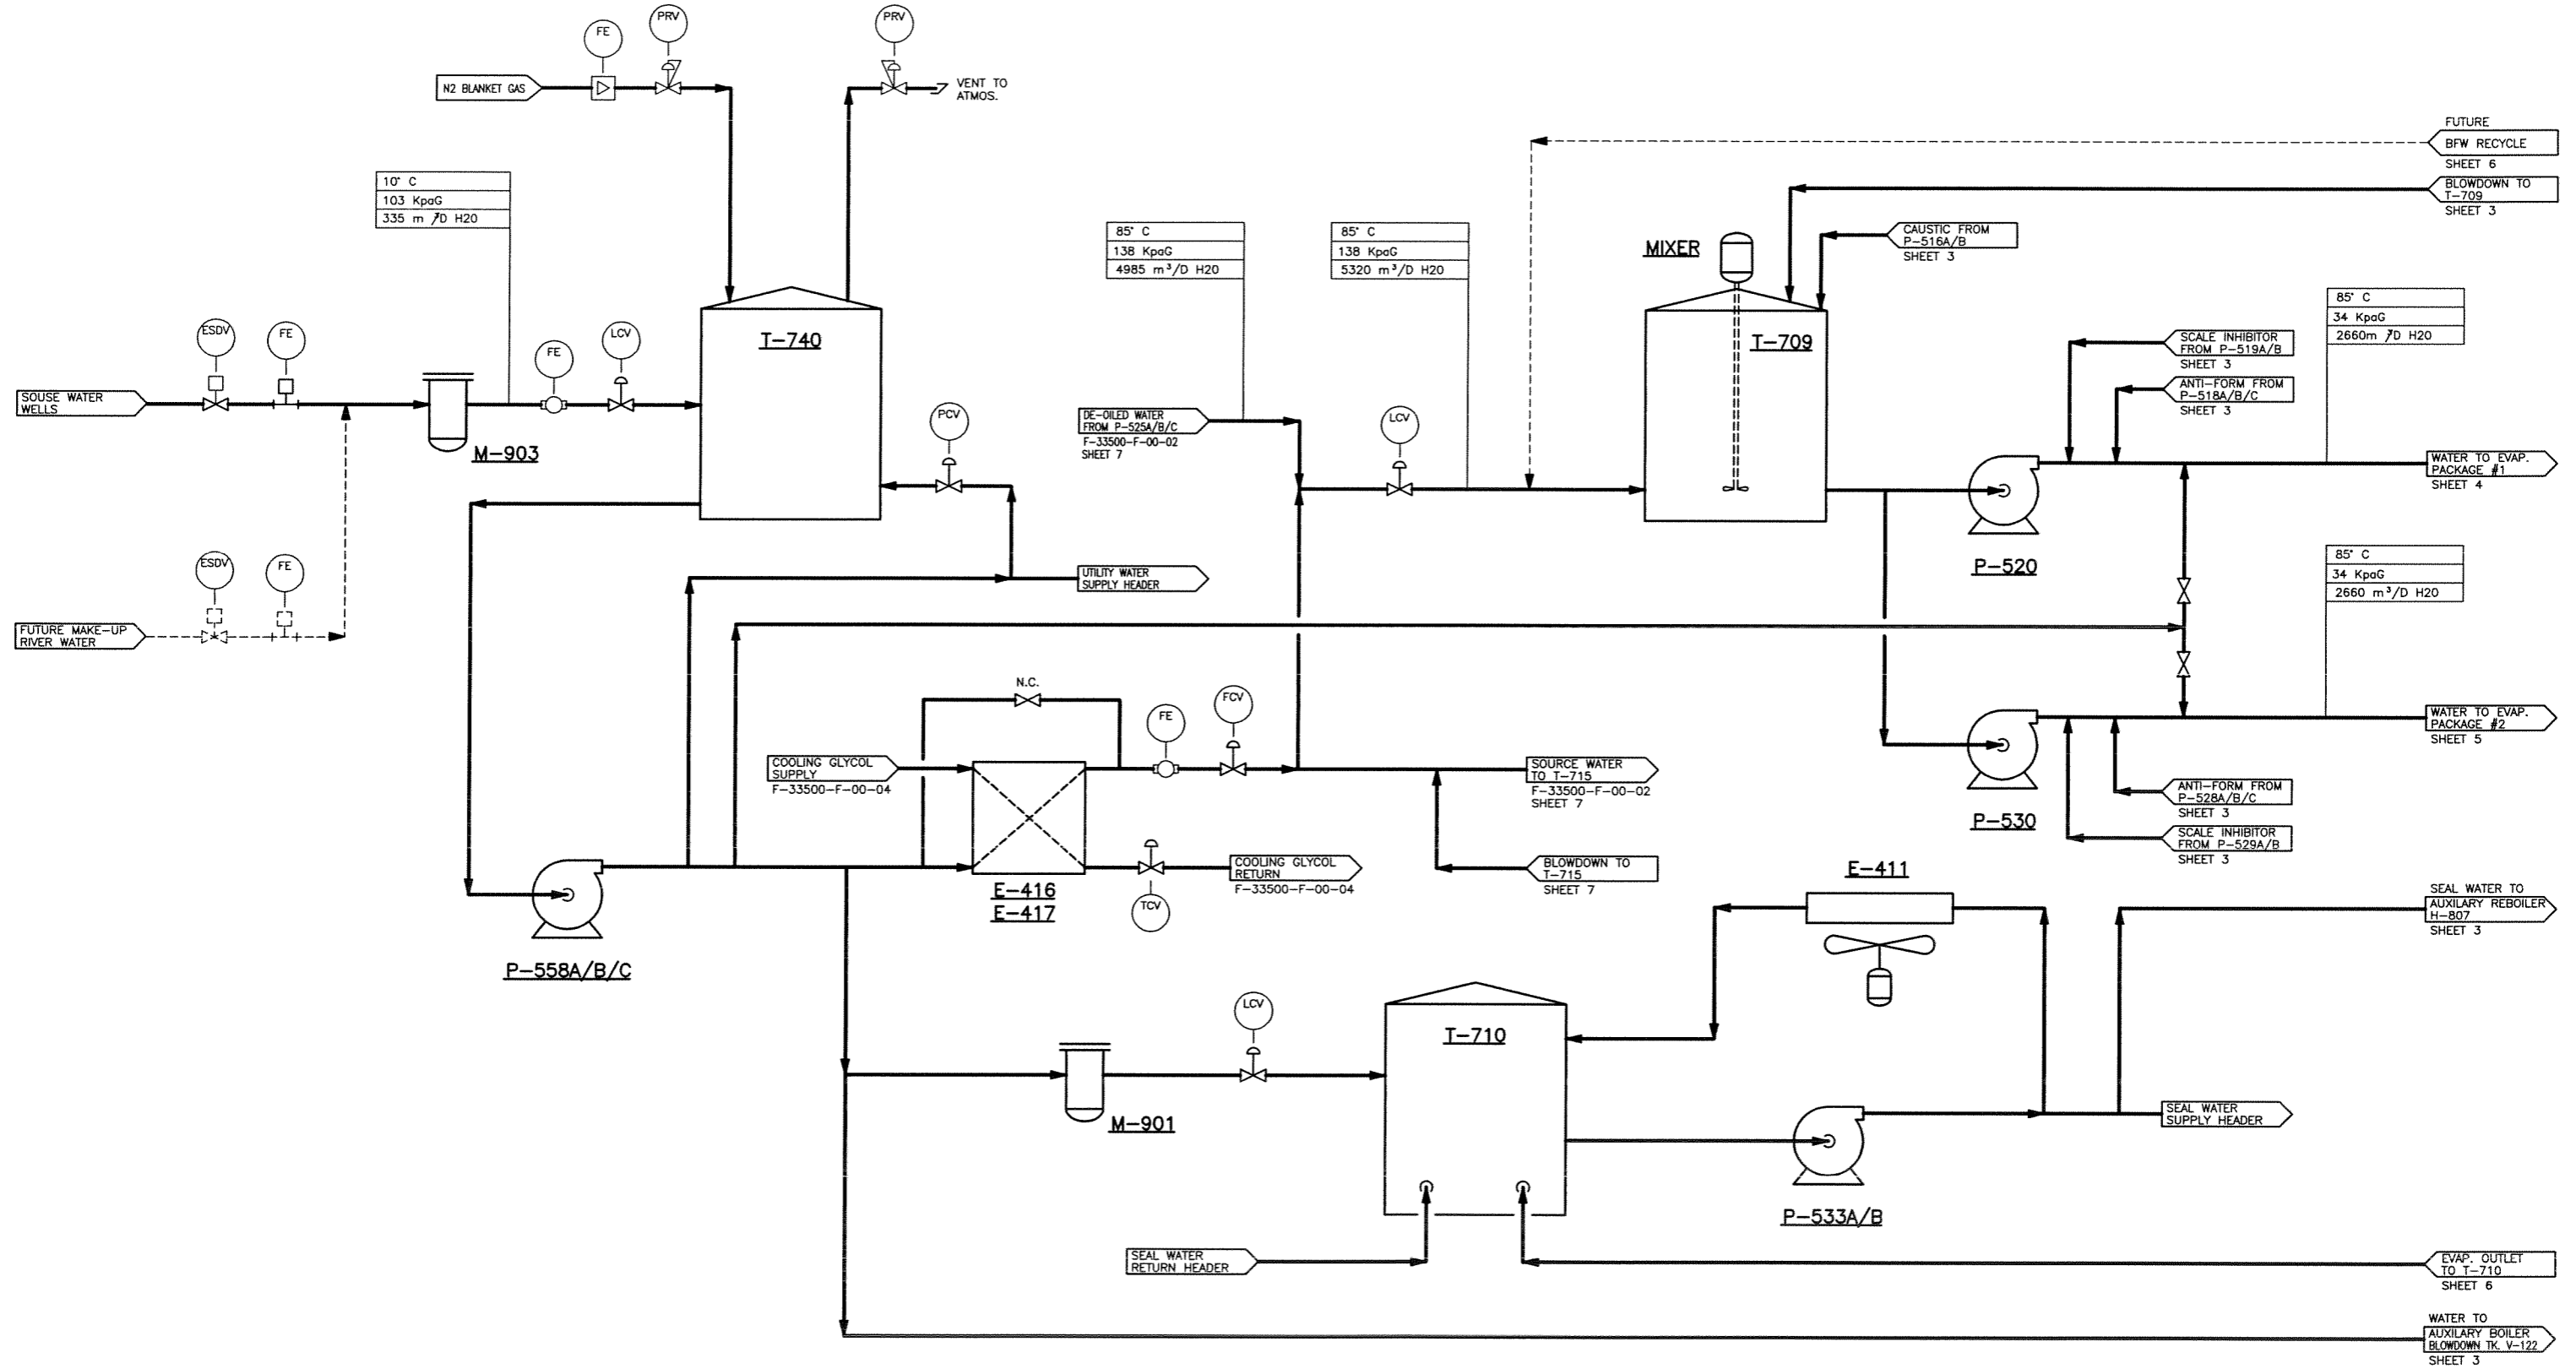 FE
PRV
PRV
N2 BLANKET GAS
VENT TO
ATMOS.
FUTURE
BFW RECYCLE
SHEET 6
BLOWDOWN TO
T-709
SHEET 3
10° C
103 KpaG
335 m ⁄D H20
85° C
138 KpaG
4985 m³/D H20
85° C
138 KpaG
5320 m³/D H20
MIXER
CAUSTIC FROM
P-516A/B
SHEET 3
85° C
34 KpaG
2660m ⁄D H20
ESDV
FE
FE
LCV
T-740
T-709
SCALE INHIBITOR
FROM P-519A/B
SHEET 3
SOUSE WATER
WELLS
M-903
PCV
DE-OILED WATER
FROM P-525A/B/C
F-33500-F-00-02
SHEET 7
LCV
ANTI-FORM FROM
P-518A/B/C
SHEET 3
WATER TO EVAP.
PACKAGE #1
SHEET 4
P-520
85° C
34 KpaG
2660 m³/D H20
ESDV
FE
UTILITY WATER
SUPPLY HEADER
FUTURE MAKE-UP
RIVER WATER
N.C.
FE
FCV
WATER TO EVAP.
PACKAGE #2
SHEET 5
COOLING GLYCOL
SUPPLY
F-33500-F-00-04
SOURCE WATER
TO T-715
F-33500-F-00-02
SHEET 7
ANTI-FORM FROM
P-528A/B/C
SHEET 3
P-530
SCALE INHIBITOR
FROM P-529A/B
SHEET 3
COOLING GLYCOL
RETURN
F-33500-F-00-04
BLOWDOWN TO
T-715
SHEET 7
E-416
E-417
TCV
E-411
SEAL WATER TO
AUXILARY REBOILER
H-807
SHEET 3
P-558A/B/C
LCV
T-710
M-901
SEAL WATER
SUPPLY HEADER
P-533A/B
SEAL WATER
RETURN HEADER
EVAP. OUTLET
TO T-710
SHEET 6
WATER TO
AUXILARY BOILER
BLOWDOWN TK. V-122
SHEET 3